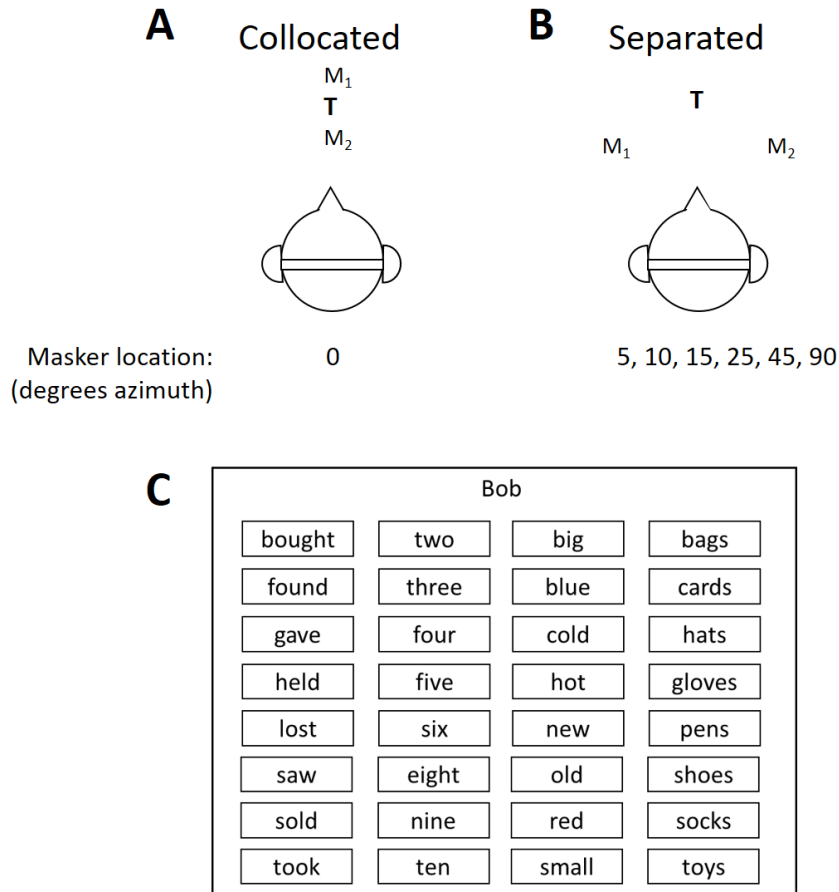 A
Collocated
M₁
T
M₂
B
Separated
T
M₁ M₂
Masker location: 0 5, 10, 15, 25, 45, 90
(degrees azimuth)
C
Bob
bought two big bags
found three blue cards
gave four cold hats
held five hot gloves
lost six new pens
saw eight old shoes
sold nine red socks
took ten small toys